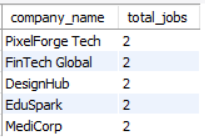 company_name total_jobs
PixelForge Tech 2
FinTech Global 2
DesignHub 2
EduSpark 2
MediCorp 2